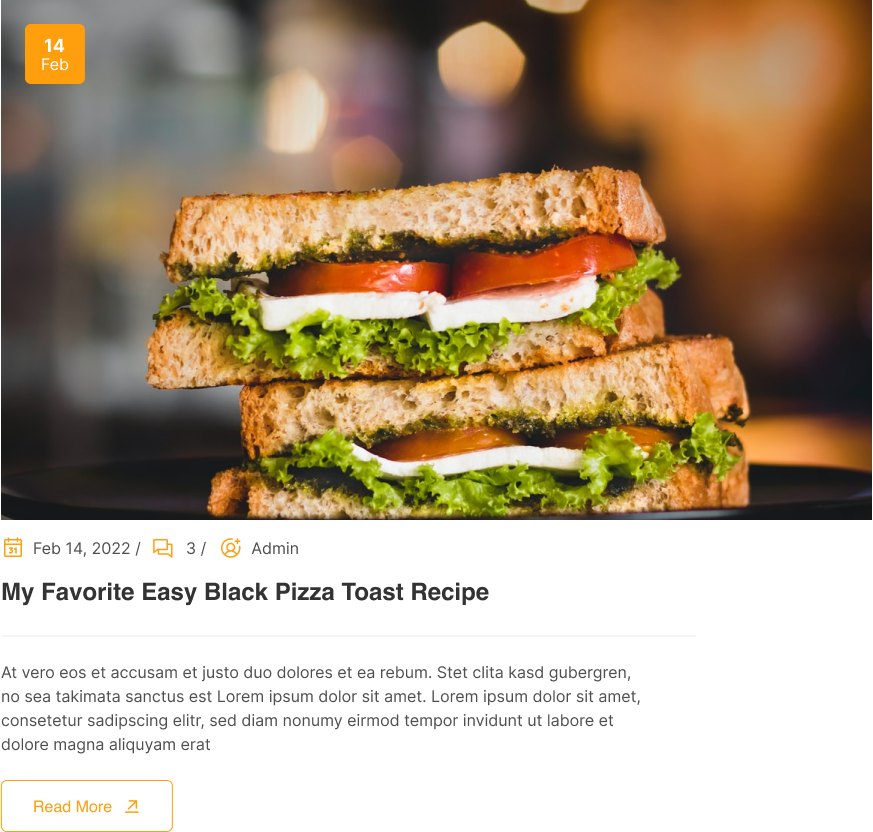 14
Feb
31
Feb 14, 2022 / 3 / Admin
My Favorite Easy Black Pizza Toast Recipe
At vero eos et accusam et justo duo dolores et ea rebum. Stet clita kasd gubergren,
no sea takimata sanctus est Lorem ipsum dolor sit amet. Lorem ipsum dolor sit amet,
consetetur sadipscing elitr, sed diam nonumy eirmod tempor invidunt ut labore et
dolore magna aliquyam erat
Read More